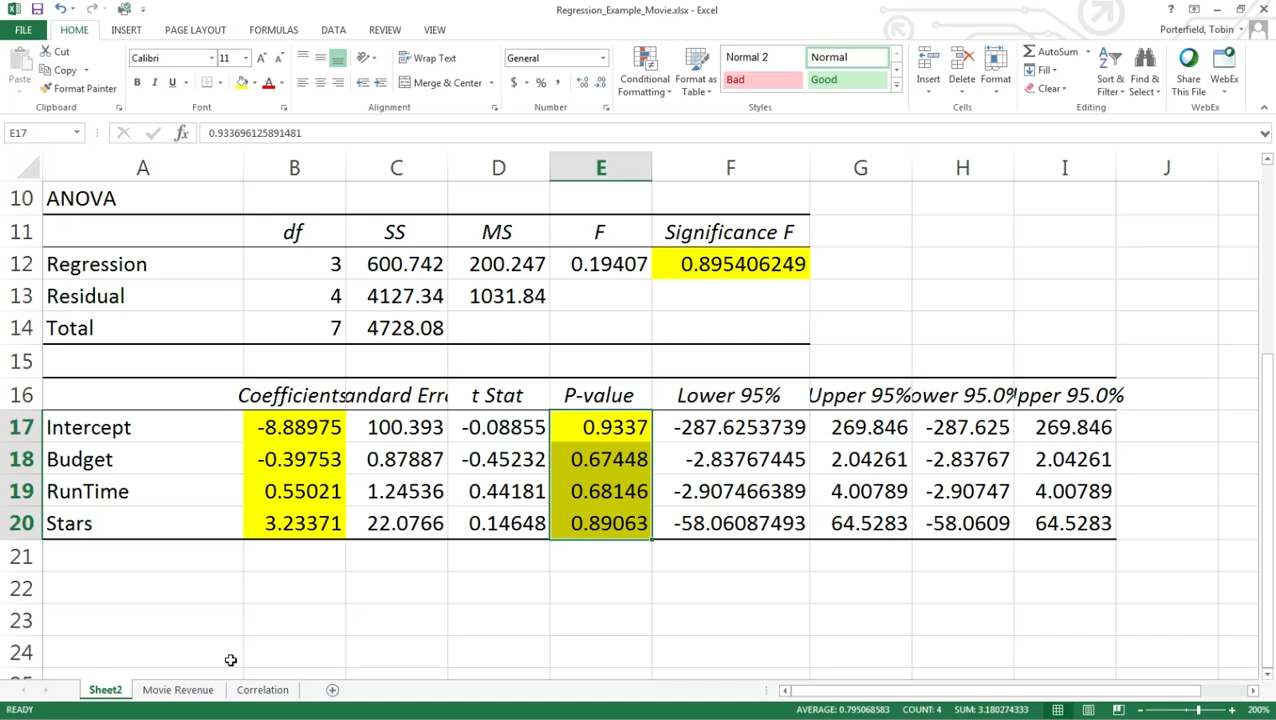 Regression_Example_Movie.xlsx - Excel
?
FILE HOME INSERT PAGE LAYOUT FORMULAS DATA REVIEW VIEW Porterfield, Tobin
Paste Cut Copy Format Painter
Clipboard
Calibri 11 A A
B I U A
Font
Wrap Text
Merge & Center
Alignment
General
$ % ,
Number
Conditional Formatting
Format as Table
Normal 2 Normal
Bad Good
Styles
Insert Delete Format
Cells
AutoSum
Fill
Clear
Sort & Filter
Find & Select
Editing
Share This File
WebEx
WebEx
E17 fx 0.933696125891481
A B C D E F G H I J
10 ANOVA
11 df SS MS F Significance F
12 Regression 3 600.742 200.247 0.19407 0.895406249
13 Residual 4 4127.34 1031.84
14 Total 7 4728.08
15
16 Coefficients andard Erro t Stat P-value Lower 95% Upper 95% ower 95.0% pper 95.0%
17 Intercept -8.88975 100.393 -0.08855 0.9337 -287.6253739 269.846 -287.625 269.846
18 Budget -0.39753 0.87887 -0.45232 0.67448 -2.83767445 2.04261 -2.83767 2.04261
19 RunTime 0.55021 1.24536 0.44181 0.68146 -2.907466389 4.00789 -2.90747 4.00789
20 Stars 3.23371 22.0766 0.14648 0.89063 -58.06087493 64.5283 -58.0609 64.5283
21
22
23
24
Sheet2 Movie Revenue Correlation
READY AVERAGE: 0.795068583 COUNT: 4 SUM: 3.180274333 200%